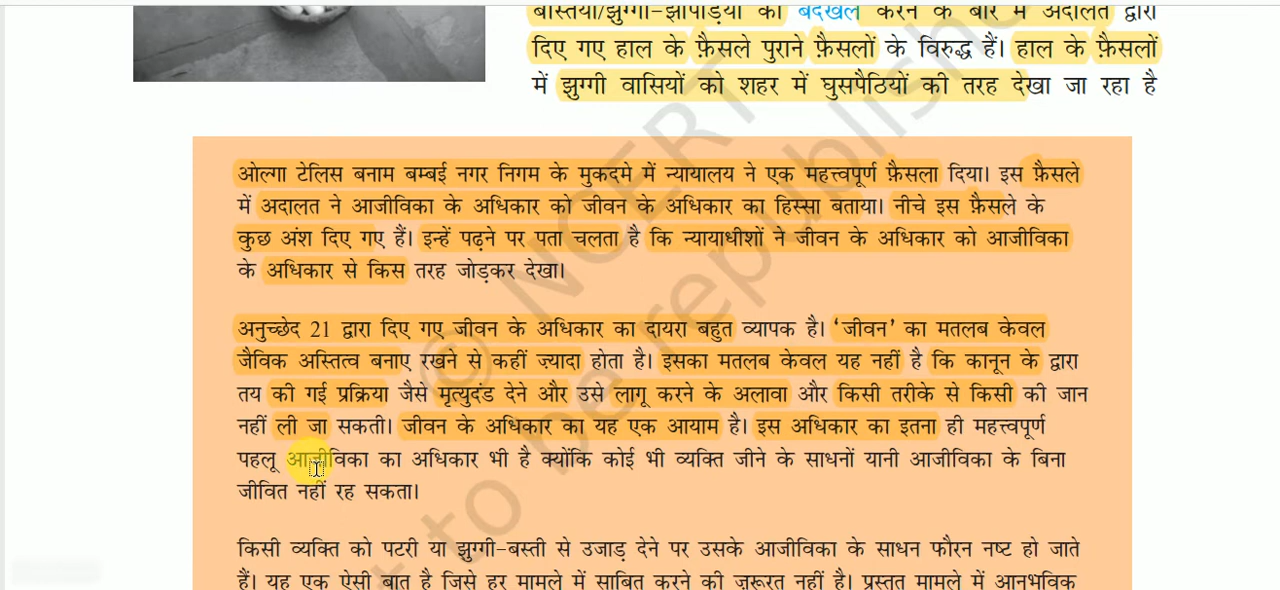 बस्तियों/झुग्गी-झोंपड़ियों को बेदखल करने के बारे में अदालत द्वारा
दिए गए हाल के फ़ैसले पुराने फ़ैसलों के विरुद्ध हैं। हाल के फ़ैसलों
में झुग्गी वासियों को शहर में घुसपैठियों की तरह देखा जा रहा है
ओल्गा टेलिस बनाम बम्बई नगर निगम के मुकदमे में न्यायालय ने एक महत्त्वपूर्ण फ़ैसला दिया। इस फ़ैसले
में अदालत ने आजीविका के अधिकार को जीवन के अधिकार का हिस्सा बताया। नीचे इस फ़ैसले के
कुछ अंश दिए गए हैं। इन्हें पढ़ने पर पता चलता है कि न्यायाधीशों ने जीवन के अधिकार को आजीविका
के अधिकार से किस तरह जोड़कर देखा।
अनुच्छेद 21 द्वारा दिए गए जीवन के अधिकार का दायरा बहुत व्यापक है। ‘जीवन’ का मतलब केवल
जैविक अस्तित्व बनाए रखने से कहीं ज्यादा होता है। इसका मतलब केवल यह नहीं है कि कानून के द्वारा
तय की गई प्रक्रिया जैसे मृत्युदंड देने और उसे लागू करने के अलावा और किसी तरीके से किसी की जान
नहीं ली जा सकती। जीवन के अधिकार का यह एक आयाम है। इस अधिकार का इतना ही महत्त्वपूर्ण
पहलू आजीविका का अधिकार भी है क्योंकि कोई भी व्यक्ति जीने के साधनों यानी आजीविका के बिना
जीवित नहीं रह सकता।
किसी व्यक्ति को पटरी या झुग्गी-बस्ती से उजाड़ देने पर उसके आजीविका के साधन फौरन नष्ट हो जाते
हैं। यह एक ऐसी बात है जिसे हर मामले में साबित करने की ज़रूरत नहीं है। प्रस्तुत मामले में आनुभविक
© NCERT
to be republishe